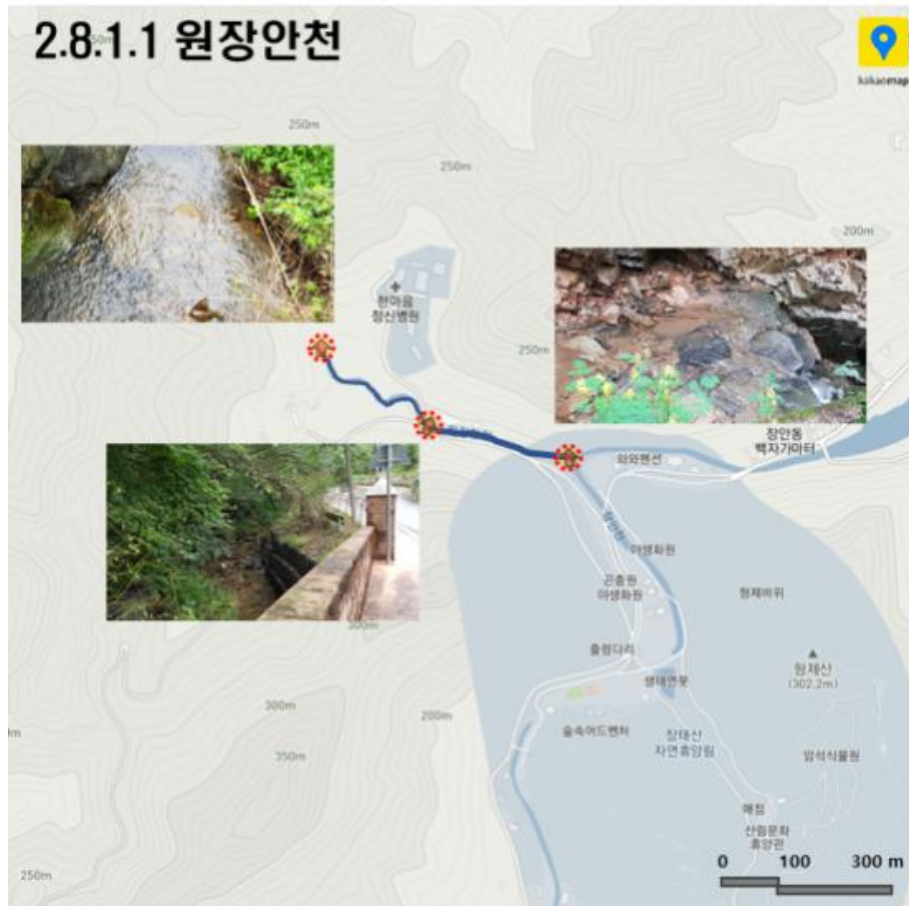 2.8.1.1 원장안천
50m
kakaomap
250m
250m
200m
한마음
정신병원
250m
장안동
백자가마터
와와펜션
장안천
야생화원
곤충원
야생화원
형제바위
300m
출렁다리
형제산
(302.2m)
생태연못
300m
200m
숲속어드벤처
장태산
자연휴양림
암석식물원
350m
매점
산림문화
휴양관
0 100 300 m
250m